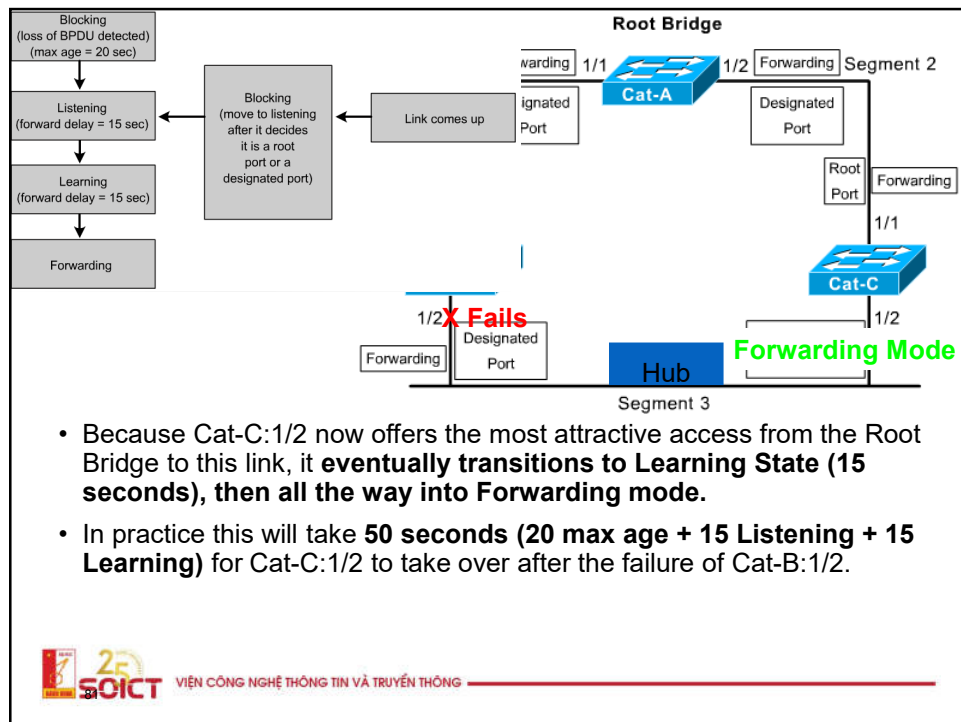 Blocking
(loss of BPDU detected)
(max age = 20 sec)
Listening
(forward delay = 15 sec)
Learning
(forward delay = 15 sec)
Forwarding
Blocking
(move to listening
after it decides
it is a root
port or a
designated port)
Link comes up
Root Bridge
warding
1/1
Cat-A
1/2
Forwarding
Segment 2
ignated
Port
Designated
Port
Root
Port
Forwarding
1/1
Cat-C
1/2
X Fails
1/2
Forwarding
Designated
Port
Hub
Forwarding Mode
Segment 3
• Because Cat-C:1/2 now offers the most attractive access from the Root
Bridge to this link, it eventually transitions to Learning State (15
seconds), then all the way into Forwarding mode.
• In practice this will take 50 seconds (20 max age + 15 Listening + 15
Learning) for Cat-C:1/2 to take over after the failure of Cat-B:1/2.
25
SOICT
81
VIỆN CÔNG NGHỆ THÔNG TIN VÀ TRUYỀN THÔNG